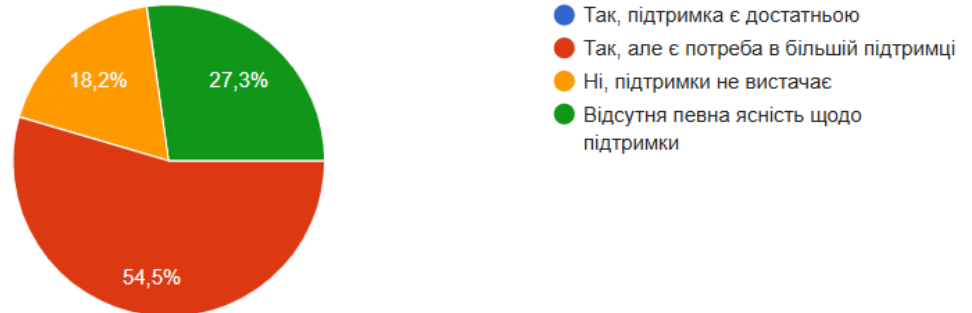 18,2%
27,3%
54,5%
Так, підтримка є достатньою
Так, але є потреба в більшій підтримці
Ні, підтримки не вистачає
Відсутня певна ясність щодо
підтримки